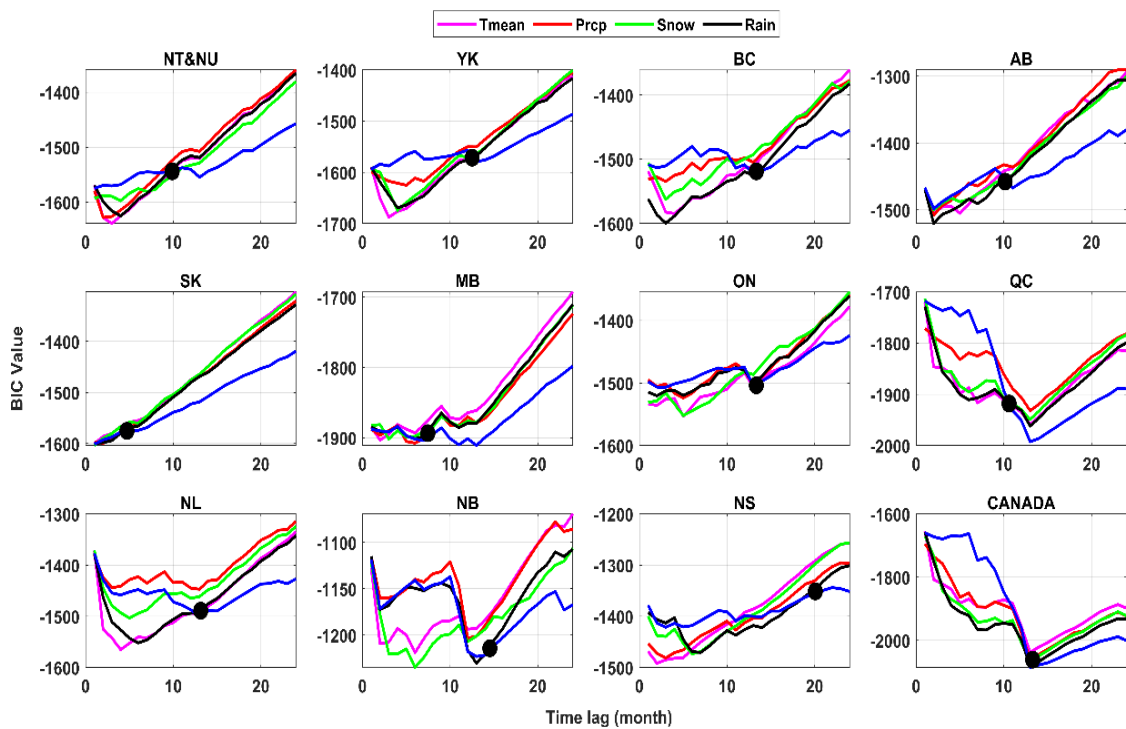 Tmean Prcp Snow Rain
NT&NU YK BC AB
-1400 -1400 -1400 -1300
-1500 -1500 -1500 -1400
-1600 -1600 -1600 -1500
-1700
0 10 20 0 10 20 0 10 20 0 10 20
SK MB ON QC
-1400 -1700 -1400 -1700
-1500 -1800 -1500 -1800
-1600 -1900 -1600 -1900
-2000
0 10 20 0 10 20 0 10 20 0 10 20
BIC Value
NL NB NS CANADA
-1300 -1100 -1200 -1600
-1400 -1150 -1300 -1800
-1500 -1200 -1400 -2000
-1600 -1500
0 10 20 0 10 20 0 10 20 0 10 20
Time lag (month)